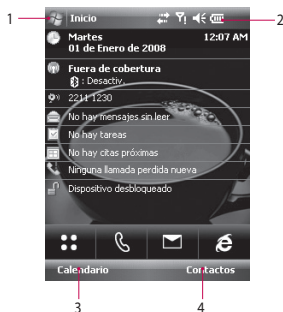 1
Inicio
2
Martes 12:07 AM
01 de Enero de 2008
Fuera de cobertura
: Desactiv.
2211 1230
No hay mensajes sin leer
No hay tareas
No hay citas próximas
Ninguna llamada perdida nueva
Dispositivo desbloqueado
Calendario Contactos
3 4